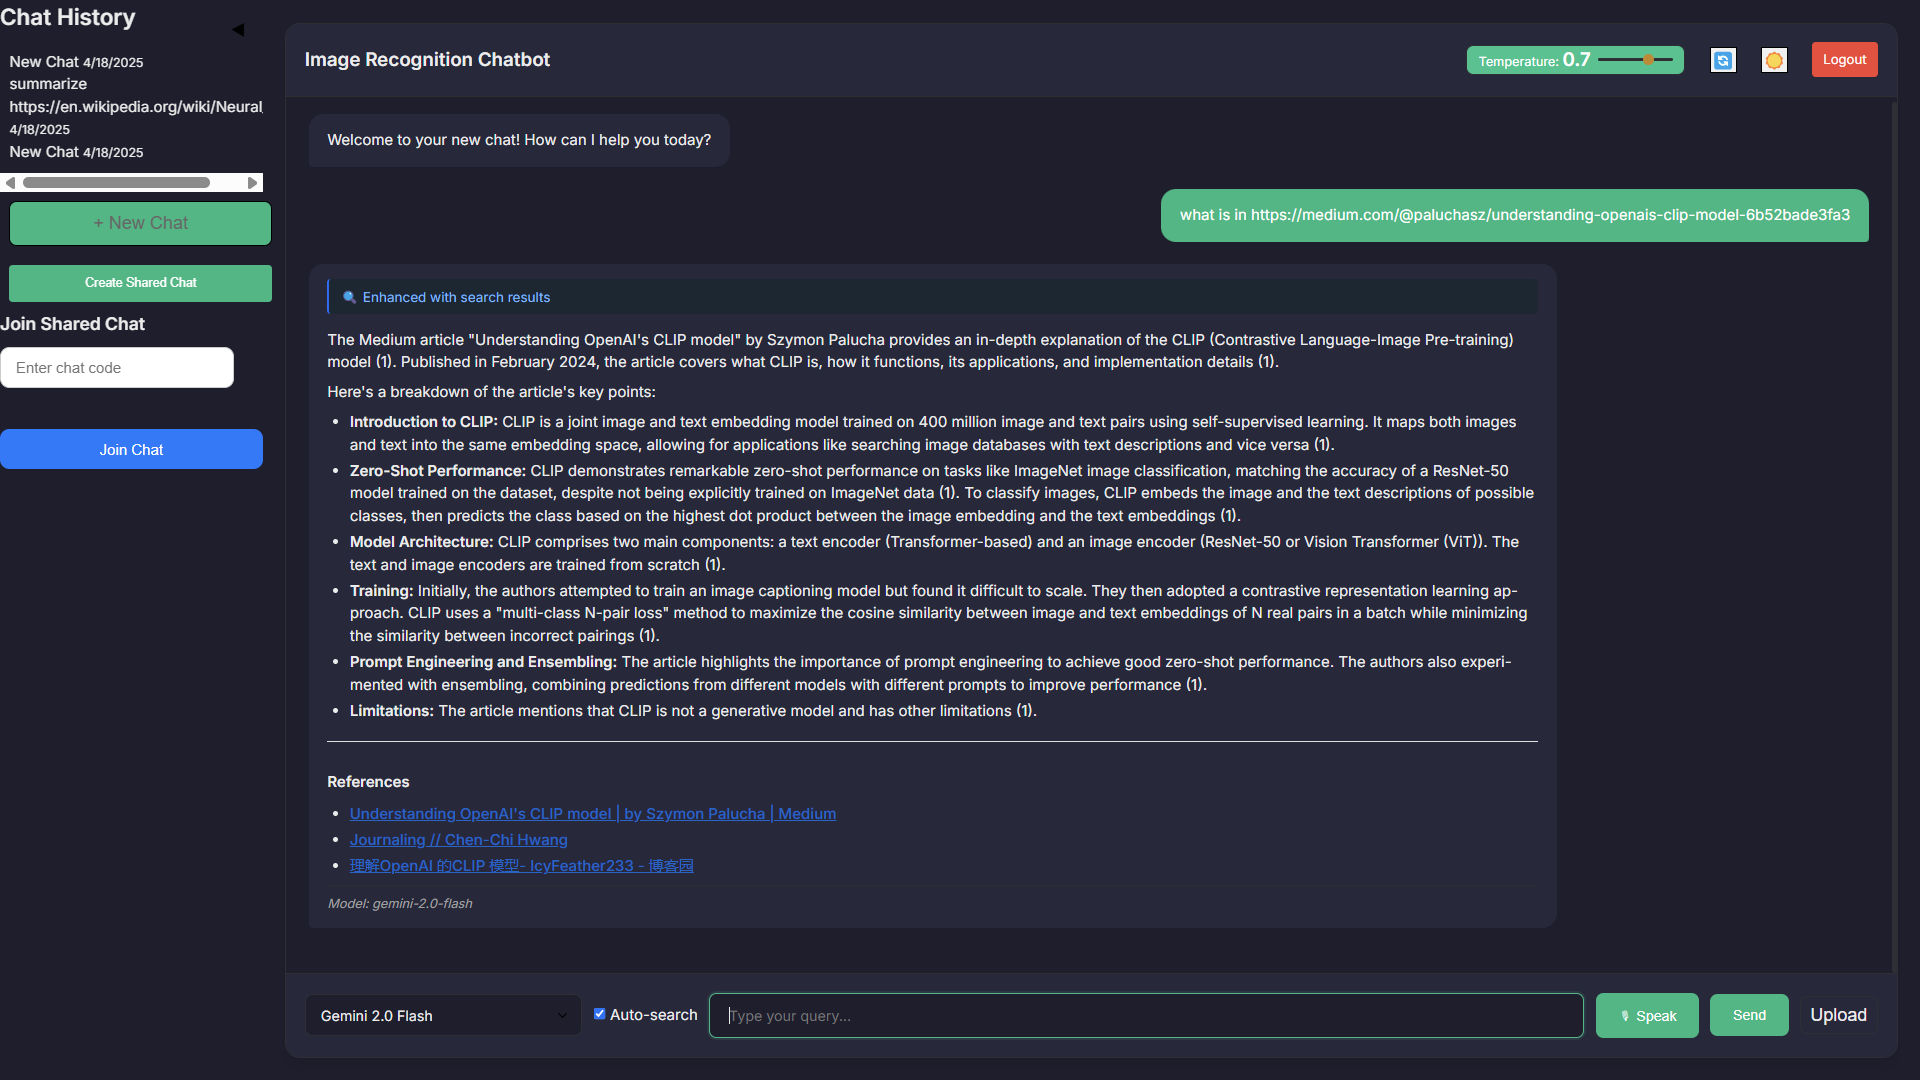 Chat History
New Chat 4/18/2025
summarize
https://en.wikipedia.org/wiki/Neural
4/18/2025
New Chat 4/18/2025
+ New Chat
Create Shared Chat
Join Shared Chat
Enter chat code
Join Chat
Image Recognition Chatbot
Temperature: 0.7
Logout
Welcome to your new chat! How can I help you today?
what is in https://medium.com/@paluchasz/understanding-openais-clip-model-6b52bade3fa3
Enhanced with search results
The Medium article "Understanding OpenAI's CLIP model" by Szymon Palucha provides an in-depth explanation of the CLIP (Contrastive Language-Image Pre-training)
model (1). Published in February 2024, the article covers what CLIP is, how it functions, its applications, and implementation details (1).
Here's a breakdown of the article's key points:
• Introduction to CLIP: CLIP is a joint image and text embedding model trained on 400 million image and text pairs using self-supervised learning. It maps both images
and text into the same embedding space, allowing for applications like searching image databases with text descriptions and vice versa (1).
• Zero-Shot Performance: CLIP demonstrates remarkable zero-shot performance on tasks like ImageNet image classification, matching the accuracy of a ResNet-50
model trained on the dataset, despite not being explicitly trained on ImageNet data (1). To classify images, CLIP embeds the image and the text descriptions of possible
classes, then predicts the class based on the highest dot product between the image embedding and the text embeddings (1).
• Model Architecture: CLIP comprises two main components: a text encoder (Transformer-based) and an image encoder (ResNet-50 or Vision Transformer (ViT)). The
text and image encoders are trained from scratch (1).
• Training: Initially, the authors attempted to train an image captioning model but found it difficult to scale. They then adopted a contrastive representation learning ap-
proach. CLIP uses a "multi-class N-pair loss" method to maximize the cosine similarity between image and text embeddings of N real pairs in a batch while minimizing
the similarity between incorrect pairings (1).
• Prompt Engineering and Ensembling: The article highlights the importance of prompt engineering to achieve good zero-shot performance. The authors also experi-
mented with ensembling, combining predictions from different models with different prompts to improve performance (1).
• Limitations: The article mentions that CLIP is not a generative model and has other limitations (1).
References
• Understanding OpenAI's CLIP model | by Szymon Palucha | Medium
• Journaling // Chen-Chi Hwang
• 理解OpenAI 的CLIP 模型- IcyFeather233 - 博客园
Model: gemini-2.0-flash
Gemini 2.0 Flash
Auto-search
Type your query...
Speak
Send
Upload